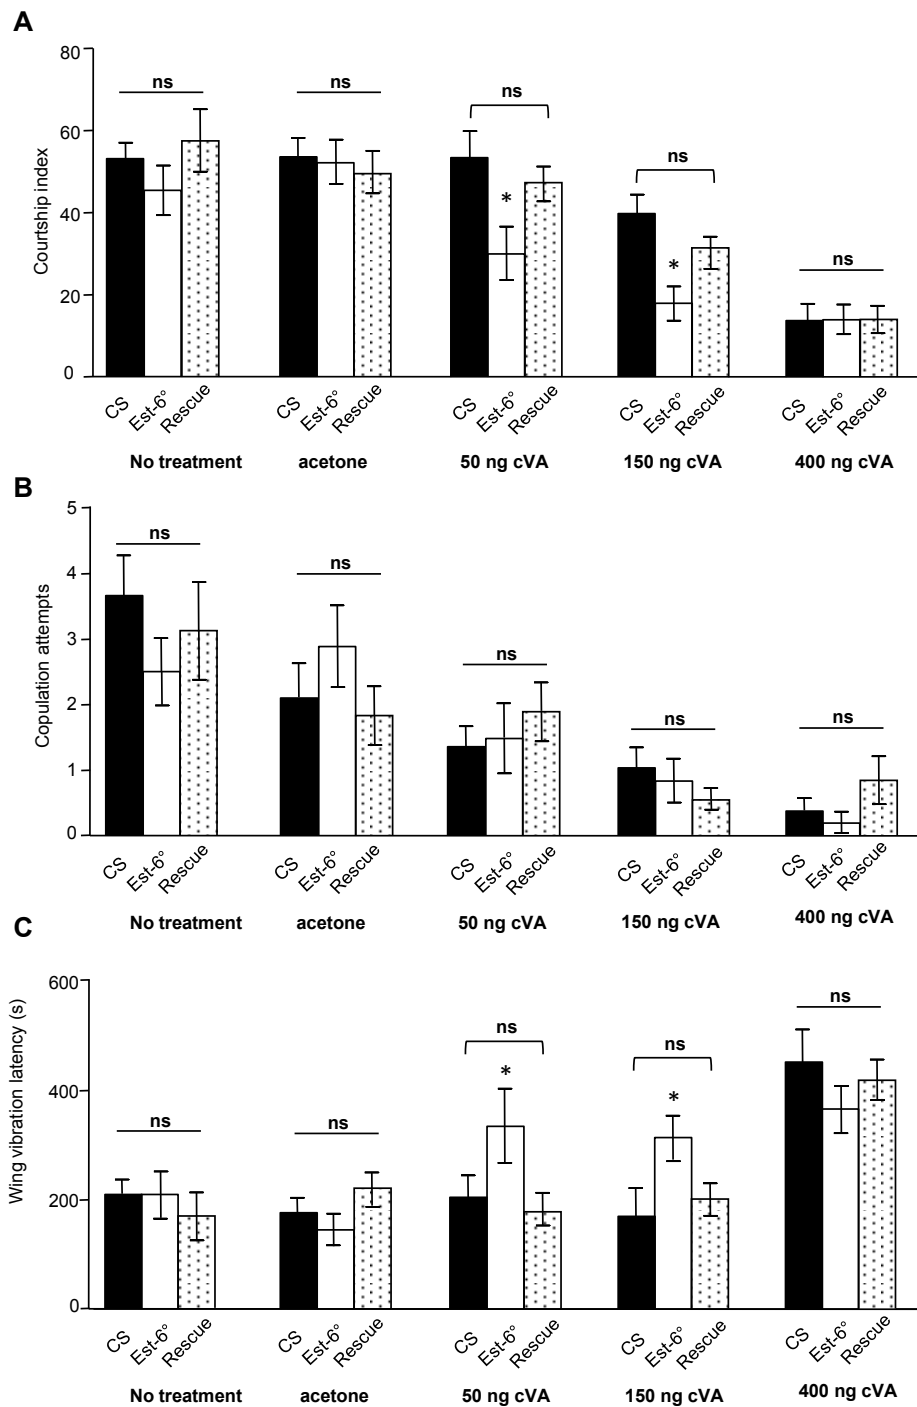 A
80
60
40
20
0
Courtship index
ns
ns
ns
ns
ns
*
*
CS
Est-6°
Rescue
CS
Est-6°
Rescue
CS
Est-6°
Rescue
CS
Est-6°
Rescue
CS
Est-6°
Rescue
No treatment
acetone
50 ng cVA
150 ng cVA
400 ng cVA
B
5
4
3
2
1
0
Copulation attempts
ns
ns
ns
ns
ns
CS
Est-6°
Rescue
CS
Est-6°
Rescue
CS
Est-6°
Rescue
CS
Est-6°
Rescue
CS
Est-6°
Rescue
No treatment
acetone
50 ng cVA
150 ng cVA
400 ng cVA
C
600
400
200
0
Wing vibration latency (s)
ns
ns
ns
ns
ns
*
*
CS
Est-6°
Rescue
CS
Est-6°
Rescue
CS
Est-6°
Rescue
CS
Est-6°
Rescue
CS
Est-6°
Rescue
No treatment
acetone
50 ng cVA
150 ng cVA
400 ng cVA